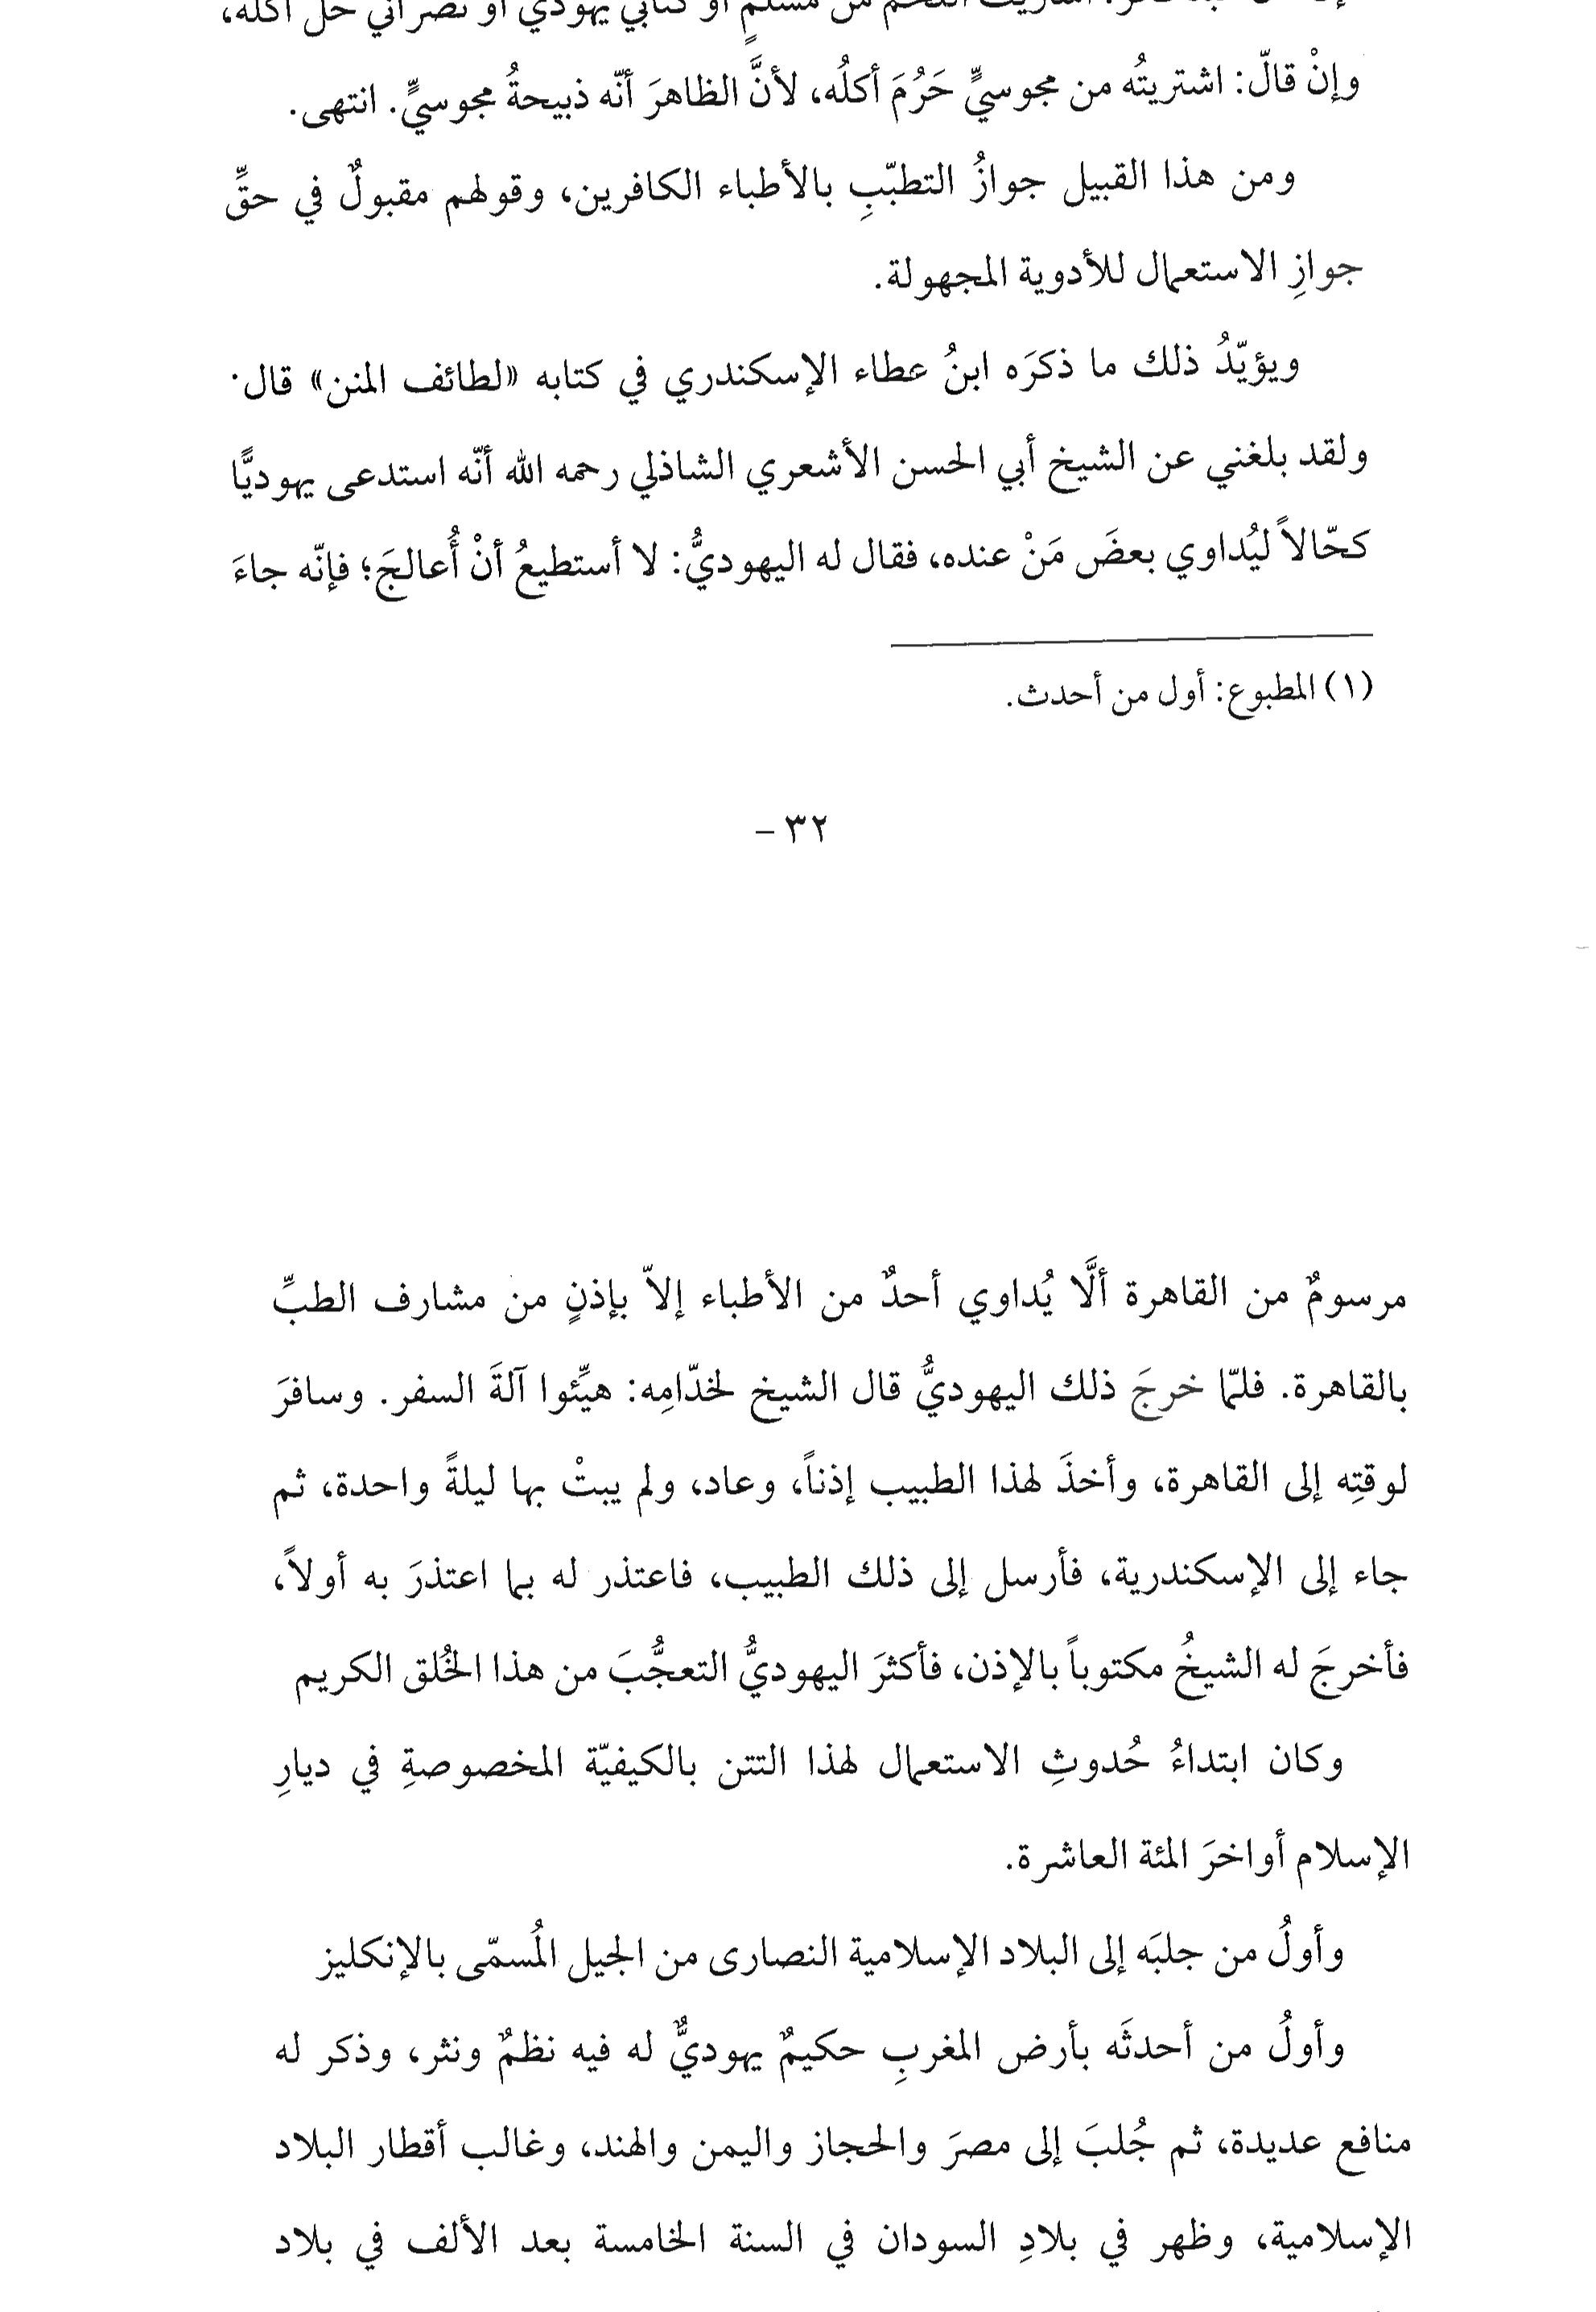 اللحم من مسلمٍ أو كتابي يهودي أو نصراني حلّ أكله،
وإنْ قالّ: اشتريتُه من مجوسيٍّ حَرُمَ أكلُه، لأنَّ الظاهرَ أنّه ذبيحةُ مجوسيٍّ. انتهى.
ومن هذا القبيل جوازُ التطبّبِ بالأطباء الكافرين، وقولهم مقبولٌ في حقِّ
جوازِ الاستعمال للأدوية المجهولة.
ويؤيّدُ ذلك ما ذكرَه ابنُ عطاء الإسكندري في كتابه «لطائف المنن» قال·
ولقد بلغني عن الشيخ أبي الحسن الأشعري الشاذلي رحمه الله أنّه استدعى يهوديًّا
كحّالاً ليُداوي بعضَ مَنْ عنده، فقال له اليهوديُّ: لا أستطيعُ أنْ أُعالجَ؛ فإنّه جاءَ
(١) المطبوع: أول من أحدث.
٣٢ –
مرسومٌ من القاهرة ألَّا يُداوي أحدٌ من الأطباء إلاّ بإذنٍ من مشارف الطبِّ
بالقاهرة. فلمّا خرجَ ذلك اليهوديُّ قال الشيخ لخدّامِه: هيِّئوا آلةَ السفر. وسافرَ
لوقتِه إلى القاهرة، وأخذَ لهذا الطبيب إذناً، وعاد، ولم يبتْ بها ليلةً واحدة، ثم
جاء إلى الإسكندرية، فأرسل إلى ذلك الطبيب، فاعتذر له بما اعتذرَ به أولاً،
فأخرجَ له الشيخُ مكتوباً بالإذن، فأكثرَ اليهوديُّ التعجُّبَ من هذا الخُلق الكريم
وكان ابتداءُ حُدوثِ الاستعمال لهذا التتن بالكيفيّة المخصوصةِ في ديارِ
الإسلام أواخرَ المئة العاشرة.
وأولُ من جلبَه إلى البلاد الإسلامية النصارى من الجيل المُسمّى بالإنكليز
وأولُ من أحدثَه بأرض المغربِ حكيمٌ يهوديٌّ له فيه نظمٌ ونثر، وذكر له
منافع عديدة، ثم جُلبَ إلى مصرَ والحجاز واليمن والهند، وغالب أقطار البلاد
الإسلامية، وظهر في بلادِ السودان في السنة الخامسة بعد الألف في بلاد